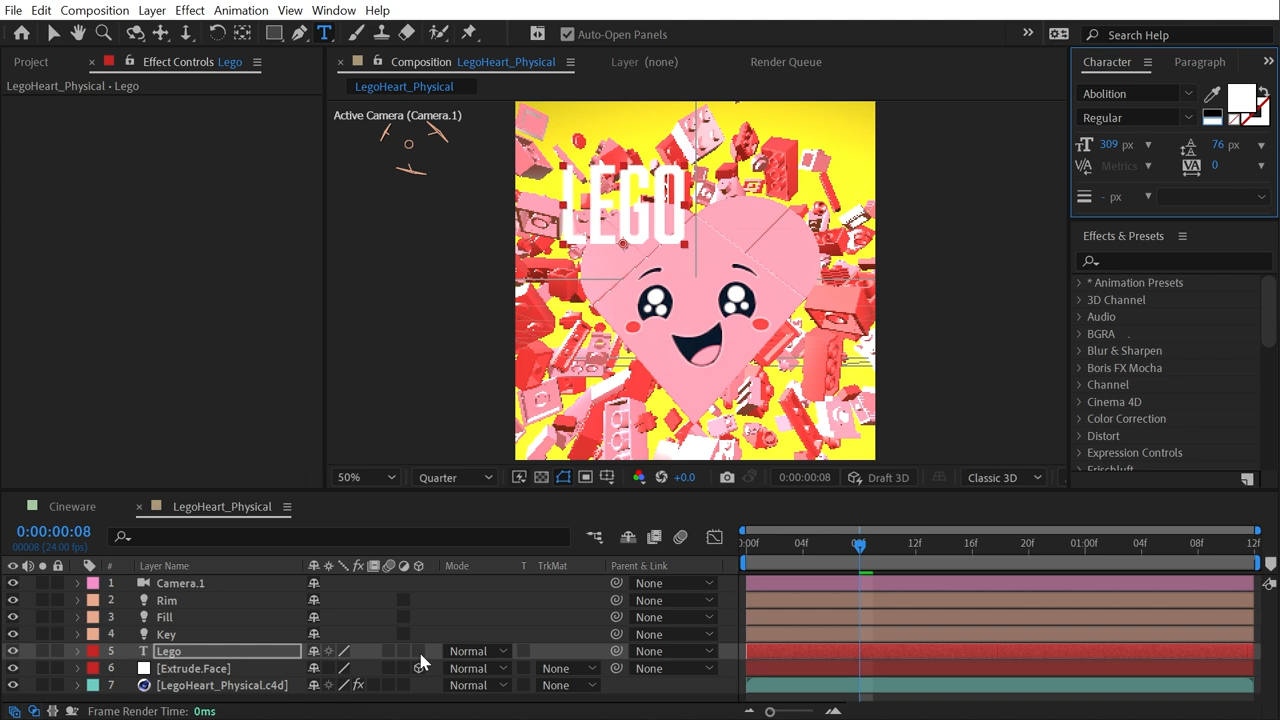 File Edit Composition Layer Effect Animation View Window Help
Auto-Open Panels
Search Help
Project
Effect Controls Lego
Composition LegoHeart_Physical
Layer (none)
Render Queue
Character
Paragraph
LegoHeart_Physical • Lego
LegoHeart_Physical
Active Camera (Camera.1)
LEGO
Abolition
Regular
309 px
76 px
Metrics
0
- px
Effects & Presets
* Animation Presets
3D Channel
Audio
BGRA
Blur & Sharpen
Boris FX Mocha
Channel
Cinema 4D
Color Correction
Distort
Expression Controls
Frischluft
50%
Quarter
+0.0
0:00:00:08
Draft 3D
Classic 3D
Cineware
LegoHeart_Physical
0:00:00:08
00008 (24.00 fps)
# Layer Name
Mode T TrkMat Parent & Link
04f 12f 16f 20f 01:00f 04f 08f 12f
1 Camera.1 None
2 Rim None
3 Fill None
4 Key None
5 T Lego Normal None
6 [Extrude.Face] Normal None None
7 [LegoHeart_Physical.c4d] Normal None None
Frame Render Time: 0ms